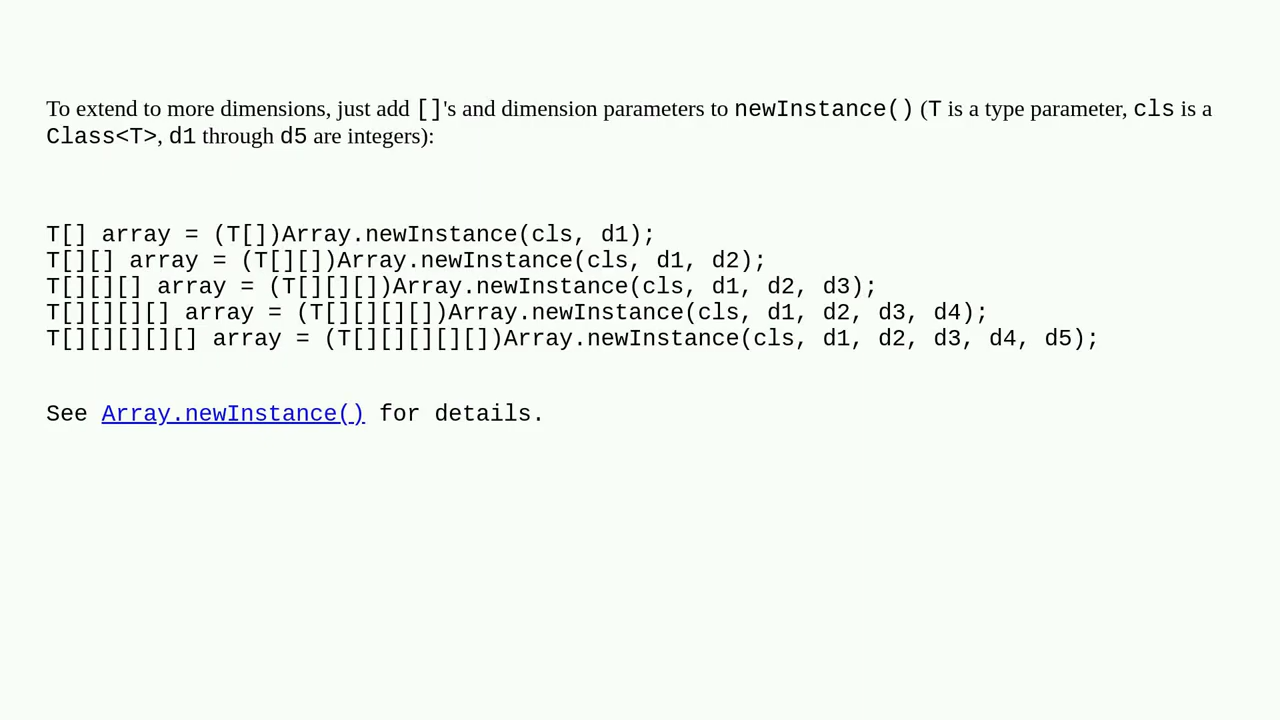 To extend to more dimensions, just add []'s and dimension parameters to newInstance() (T is a type parameter, cls is a
Class<T>, d1 through d5 are integers):
T[] array = (T[])Array.newInstance(cls, d1);
T[][] array = (T[][])Array.newInstance(cls, d1, d2);
T[][][] array = (T[][][])Array.newInstance(cls, d1, d2, d3);
T[][][][] array = (T[][][][])Array.newInstance(cls, d1, d2, d3, d4);
T[][][][][] array = (T[][][][][])Array.newInstance(cls, d1, d2, d3, d4, d5);
See Array.newInstance() for details.